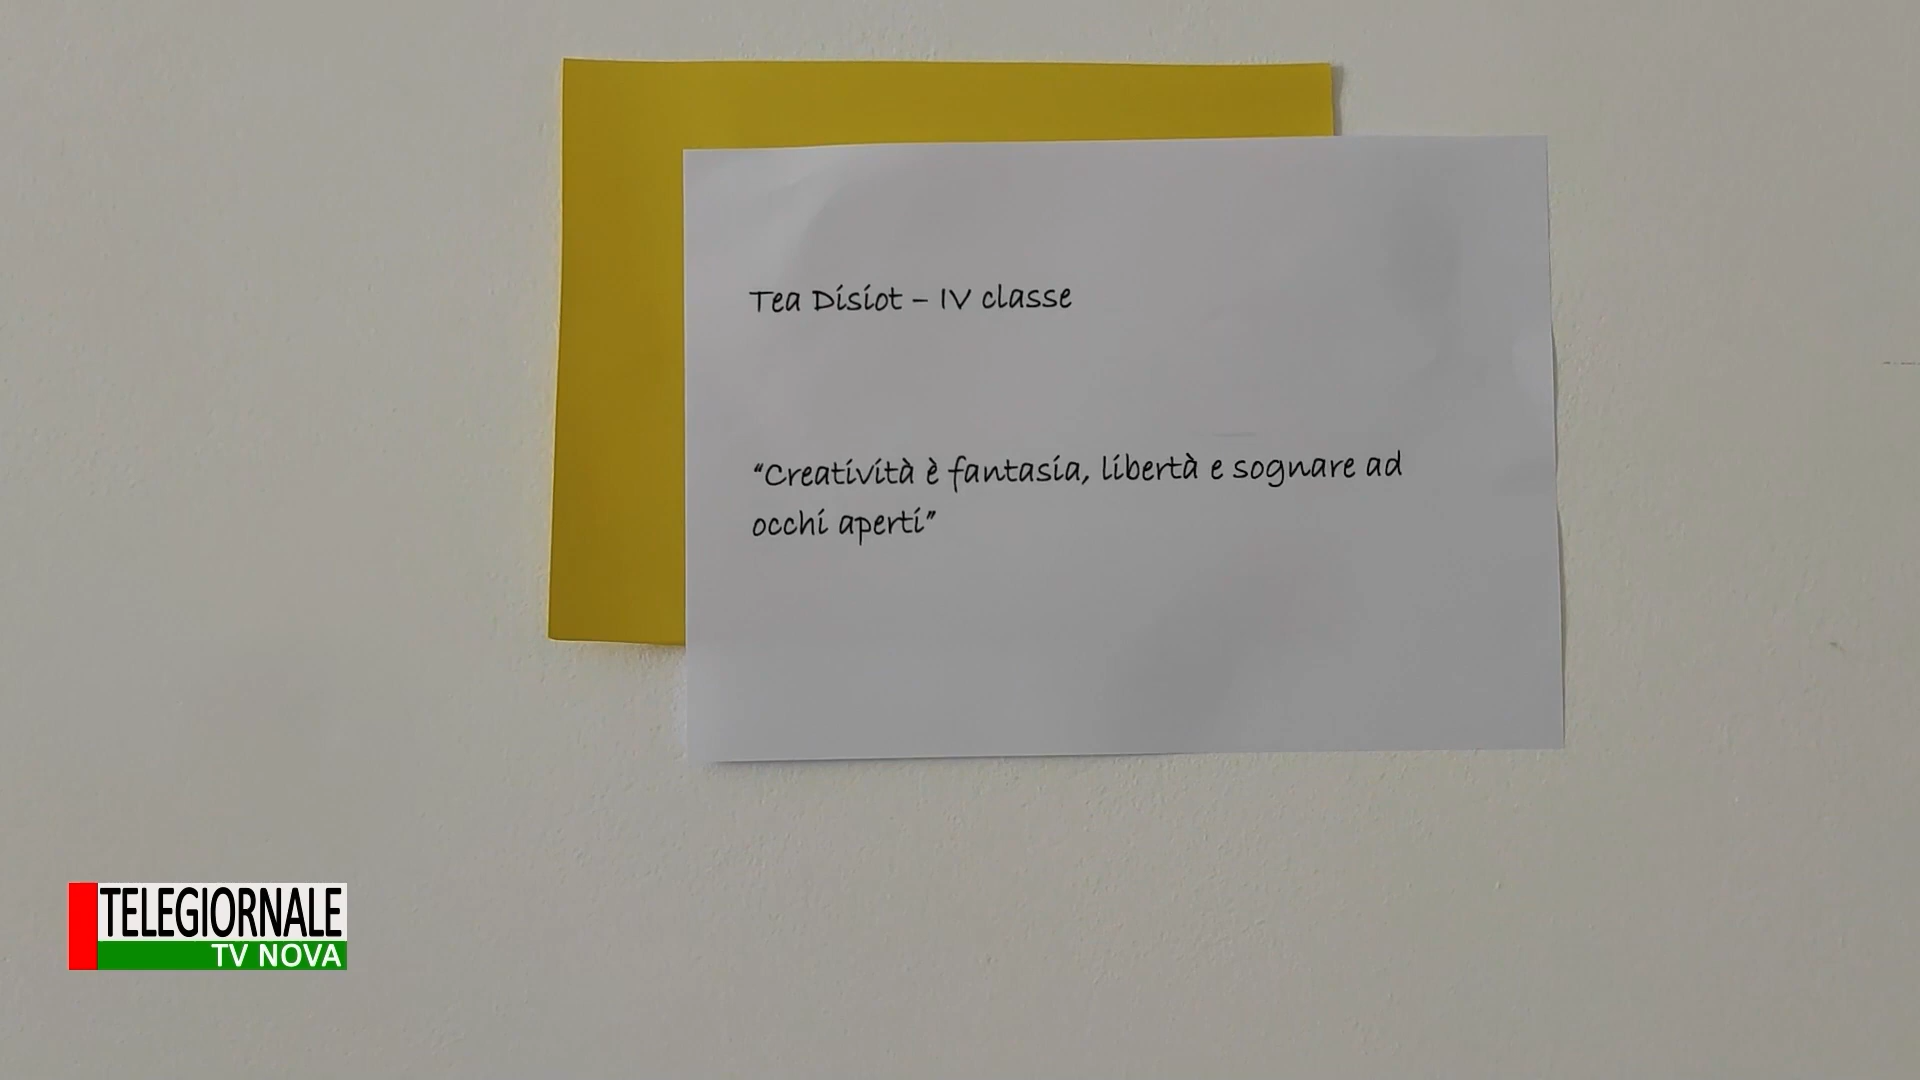 Tea Disiot – IV classe
“Creatività è fantasia, libertà e sognare ad
occhi aperti”
TELEGIORNALE
TV NOVA